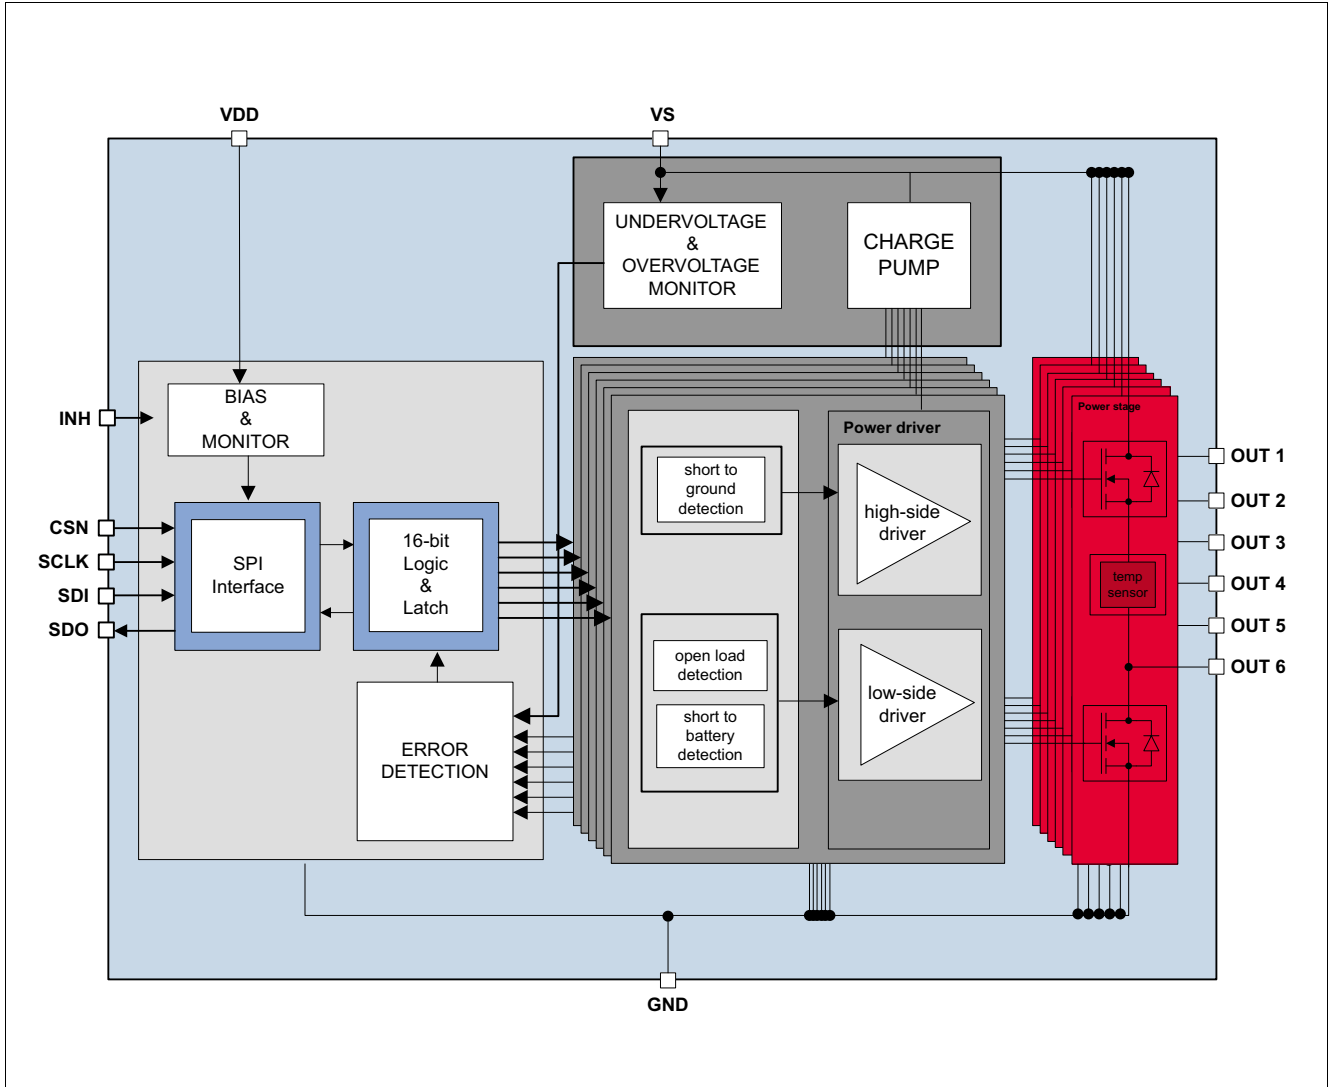 VDD
VS
UNDERVOLTAGE
&
OVERVOLTAGE
MONITOR
CHARGE
PUMP
INH
BIAS
&
MONITOR
CSN
SCLK
SDI
SDO
SPI
Interface
16-bit
Logic
&
Latch
ERROR
DETECTION
short to
ground
detection
open load
detection
short to
battery
detection
Power driver
high-side
driver
low-side
driver
Power stage
temp
sensor
OUT 1
OUT 2
OUT 3
OUT 4
OUT 5
OUT 6
GND